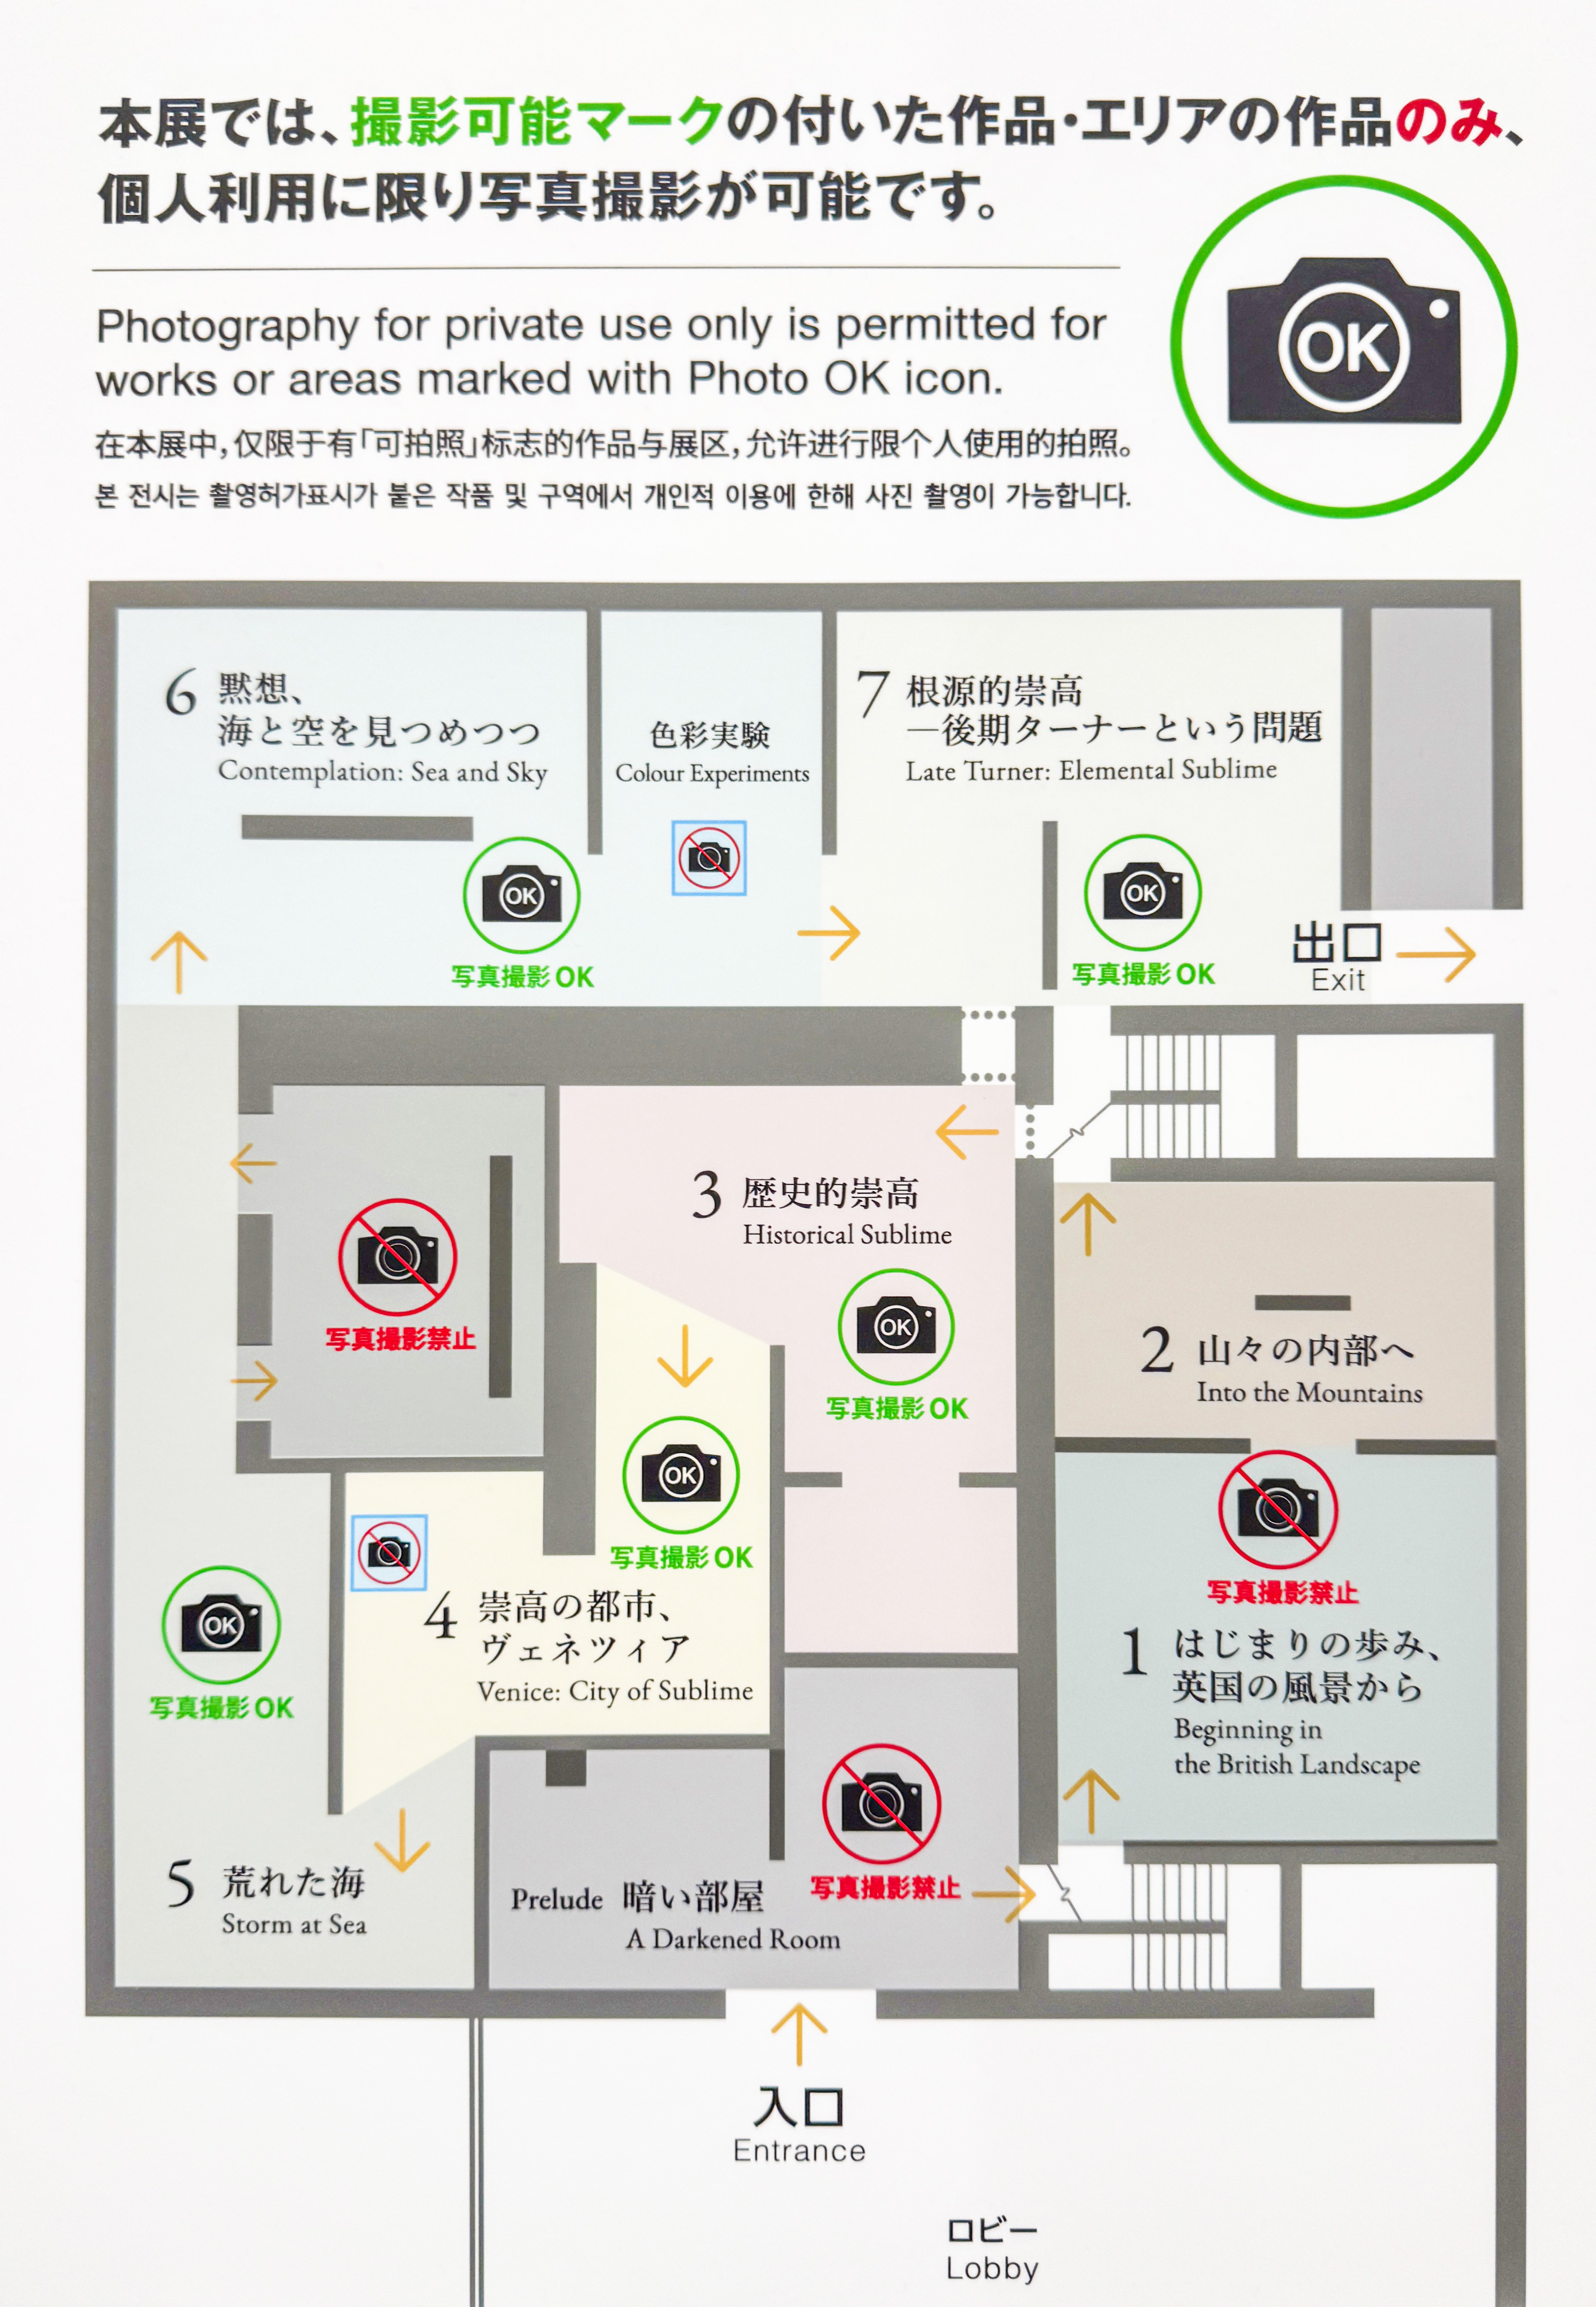 本展では、撮影可能マークの付いた作品・エリアの作品のみ、
個人利用に限り写真撮影が可能です。
Photography for private use only is permitted for
works or areas marked with Photo OK icon.
在本展中,仅限于有「可拍照」标志的作品与展区,允许进行限个人使用的拍照。
본 전시는 촬영허가표시가 붙은 작품 및 구역에서 개인적 이용에 한해 사진 촬영이 가능합니다.
OK
6 黙想、
海と空を見つめつつ
Contemplation: Sea and Sky
OK
写真撮影 OK
色彩実験
Colour Experiments
7 根源的崇高
—後期ターナーという問題
Late Turner: Elemental Sublime
OK
写真撮影 OK
出口
Exit
写真撮影禁止
3 歴史的崇高
Historical Sublime
OK
写真撮影 OK
2 山々の内部へ
Into the Mountains
OK
写真撮影 OK
4 崇高の都市、
ヴェネツィア
Venice: City of Sublime
写真撮影禁止
1 はじまりの歩み、
英国の風景から
Beginning in
the British Landscape
OK
写真撮影 OK
5 荒れた海
Storm at Sea
写真撮影禁止
Prelude 暗い部屋
A Darkened Room
入口
Entrance
ロビー
Lobby